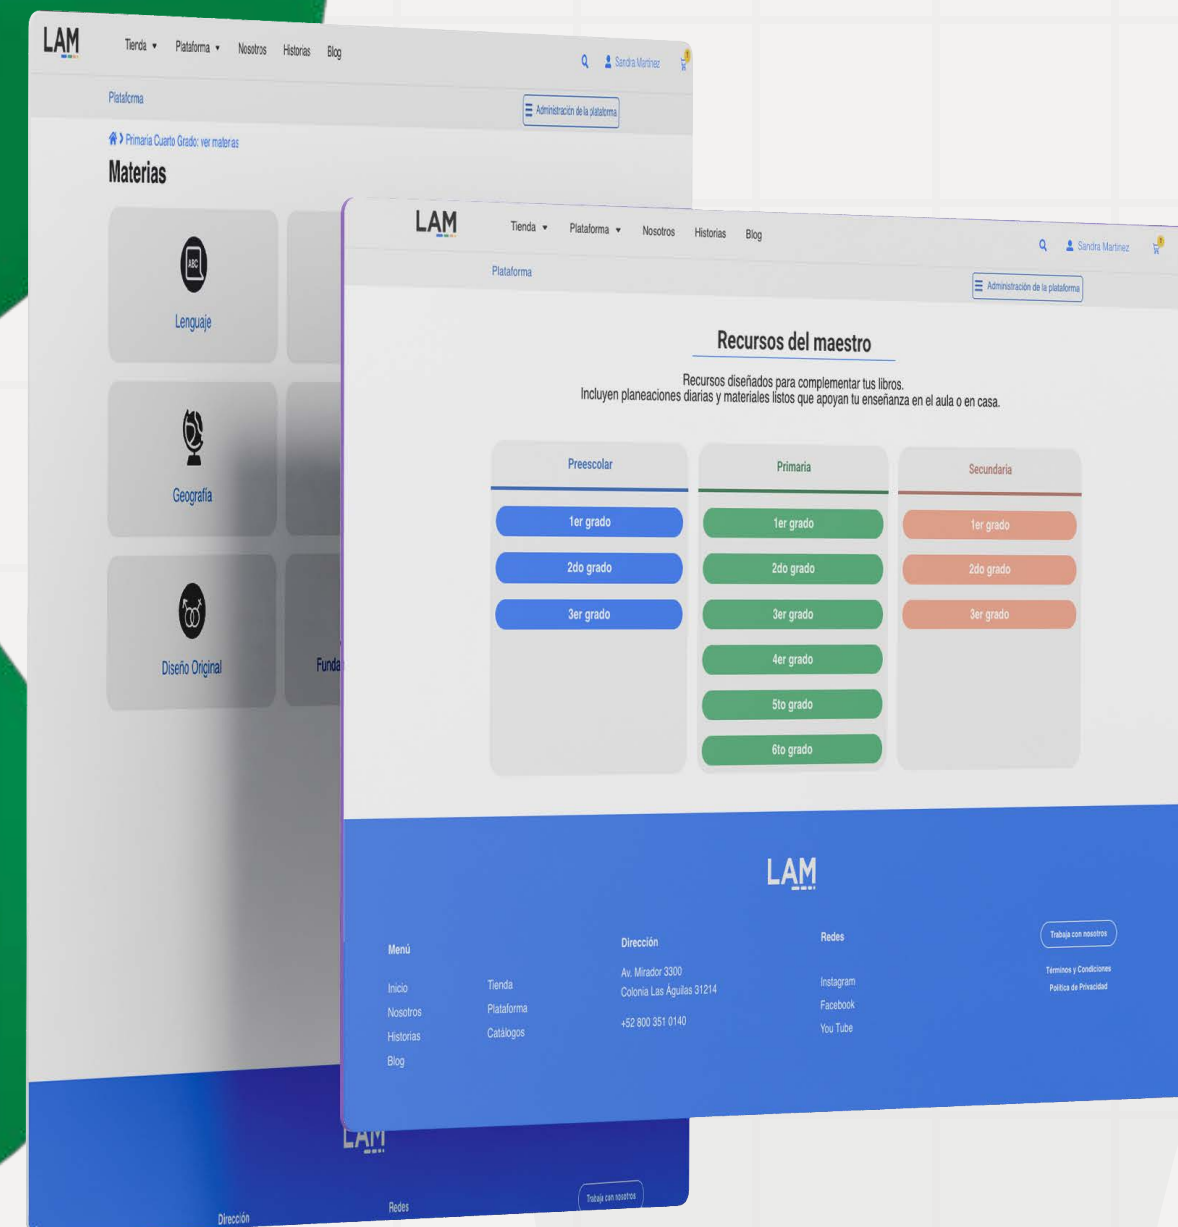 LAM
Tienda
Plataforma
Nosotros
Historias
Blog
Sandra Martinez
1
Plataforma
Administración de la plataforma
Primaria Cuarto Grado: ver materias
Materias
ABC
Lenguaje
Geografía
Diseño Original
LAM
Dirección
Redes
Trabaja con nosotros
LAM
Tienda
Plataforma
Nosotros
Historias
Blog
Sandra Martinez
1
Plataforma
Administración de la plataforma
Recursos del maestro
Recursos diseñados para complementar tus libros.
Incluyen planeaciones diarias y materiales listos que apoyan tu enseñanza en el aula o en casa.
Preescolar
1er grado
2do grado
3er grado
Primaria
1er grado
2do grado
3er grado
4er grado
5to grado
6to grado
Secundaria
1er grado
2do grado
3er grado
LAM
Menú
Inicio
Nosotros
Historias
Blog
Tienda
Plataforma
Catálogos
Dirección
Av. Mirador 3300
Colonia Las Águilas 31214
+52 800 351 0140
Redes
Instagram
Facebook
You Tube
Trabaja con nosotros
Términos y Condiciones
Política de Privacidad